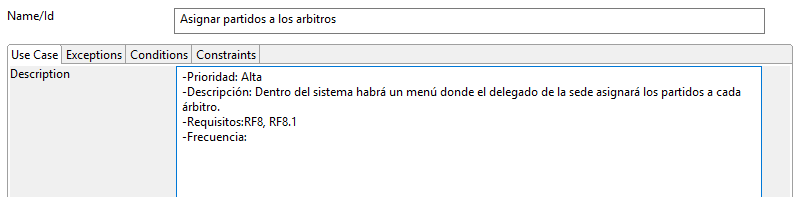 Name/Id
Asignar partidos a los arbitros
Use Case Exceptions Conditions Constraints
Description
-Prioridad: Alta
-Descripción: Dentro del sistema habrá un menú donde el delegado de la sede asignará los partidos a cada
árbitro.
-Requisitos:RF8, RF8.1
-Frecuencia: